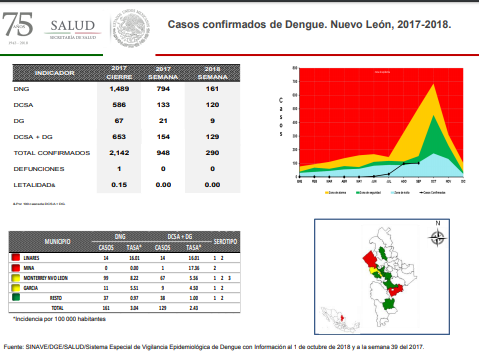 75 AÑOS
1943 - 2018
SALUD
SECRETARÍA DE SALUD
Casos confirmados de Dengue. Nuevo León, 2017-2018.
INDICADOR 2017 CIERRE 2017 SEMANA 2018 SEMANA
DNG 1,489 794 161
DCSA 586 133 120
DG 67 21 9
DCSA + DG 653 154 129
TOTAL CONFIRMADOS 2,142 948 290
DEFUNCIONES 1 0 0
LETALIDAD& 0.15 0.00 0.00
Casos
MUNICIPIO DNG DCSA + DG SEROTIPO
CASOS TASA* CASOS TASA*
LINARES 14 16.01 14 16.01 1 2
MINA 0 0.00 1 17.36 2
MONTERREY NVO LEON 99 8.22 67 5.56 1 2 3
GARCIA 11 5.51 9 4.50 1 2
RESTO 37 0.97 38 1.00 1 2
TOTAL 161 3.04 129 2.43
*Incidencia por 100 000 habitantes
N
Fuente: SINAVE/DGE/SALUD/Sistema Especial de Vigilancia Epidemiológica de Dengue con Información al 1 de octubre de 2018 y a la semana 39 del 2017.